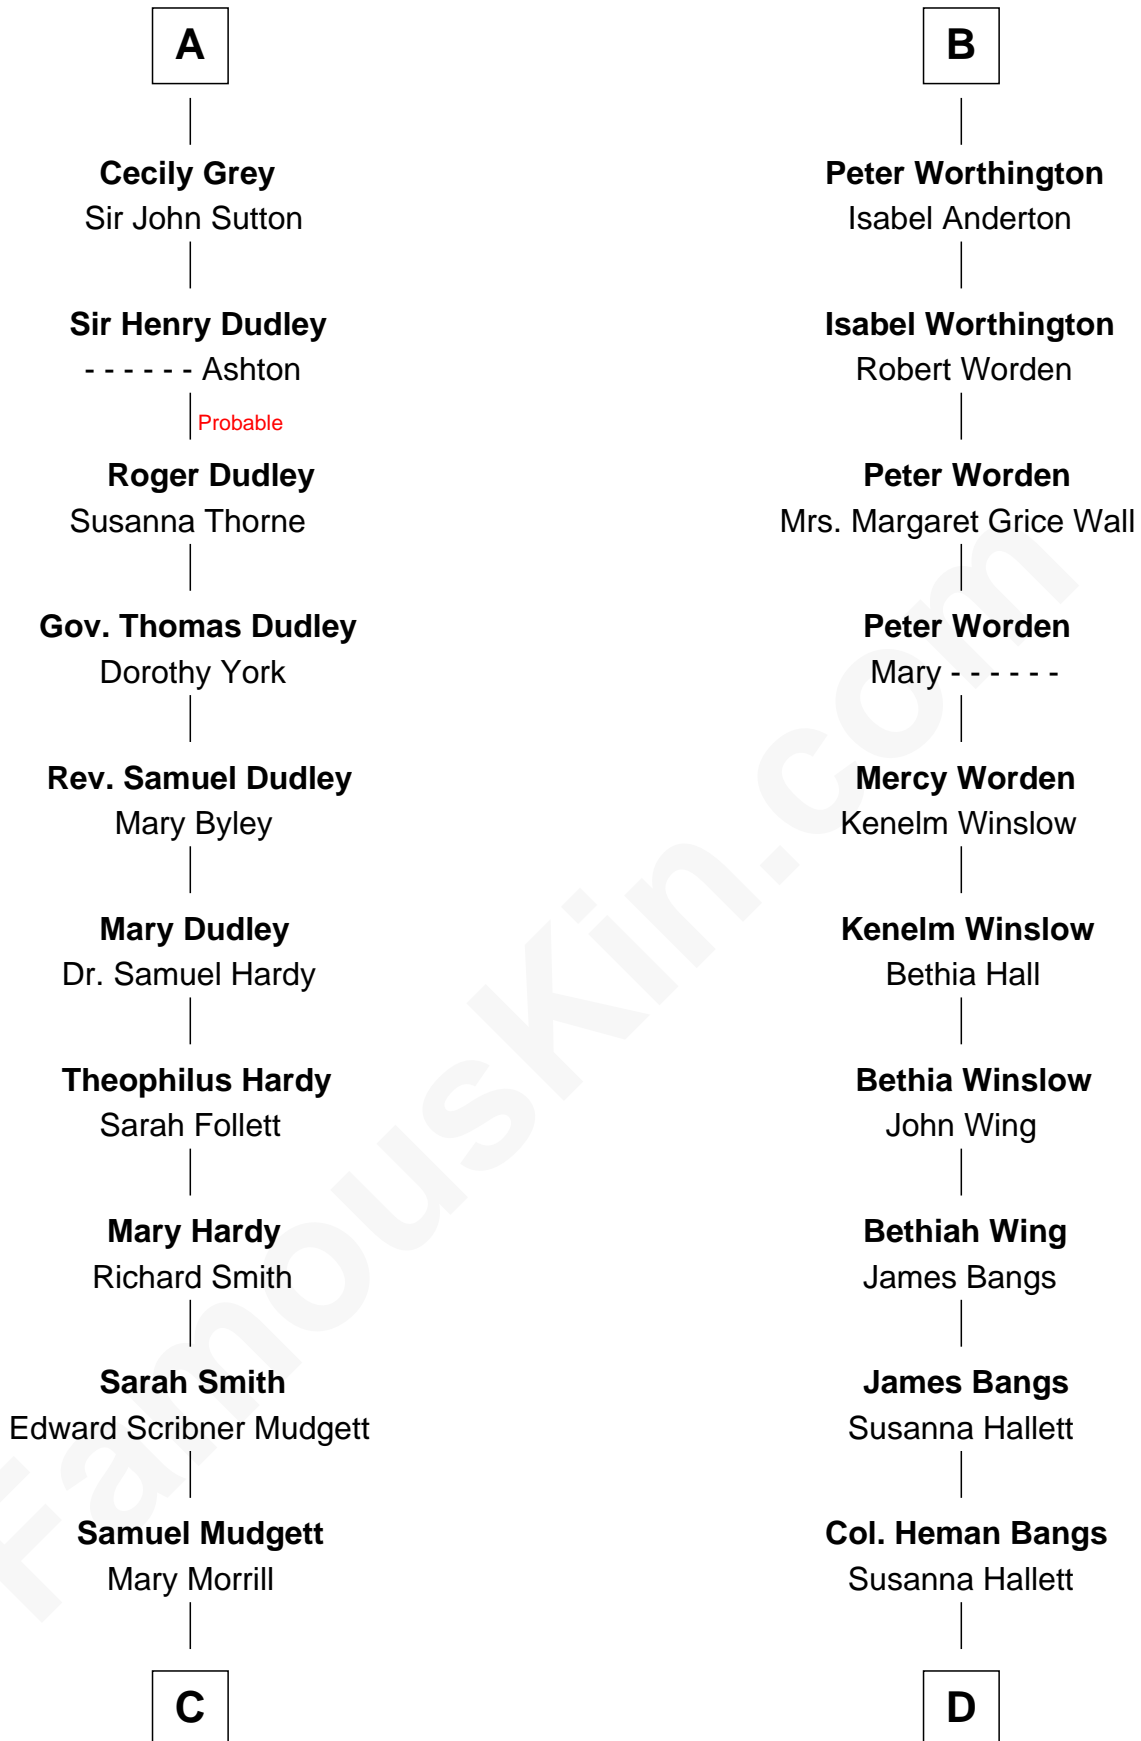 A
Cecily Grey
Sir John Sutton
Sir Henry Dudley
- - - - - - Ashton
Probable
Roger Dudley
Susanna Thorne
Gov. Thomas Dudley
Dorothy York
Rev. Samuel Dudley
Mary Byley
Mary Dudley
Dr. Samuel Hardy
Theophilus Hardy
Sarah Follett
Mary Hardy
Richard Smith
Sarah Smith
Edward Scribner Mudgett
Samuel Mudgett
Mary Morrill
C
B
Peter Worthington
Isabel Anderton
Isabel Worthington
Robert Worden
Peter Worden
Mrs. Margaret Grice Wall
Peter Worden
Mary - - - - - -
Mercy Worden
Kenelm Winslow
Kenelm Winslow
Bethia Hall
Bethia Winslow
John Wing
Bethiah Wing
James Bangs
James Bangs
Susanna Hallett
Col. Heman Bangs
Susanna Hallett
D
FamousKin.com